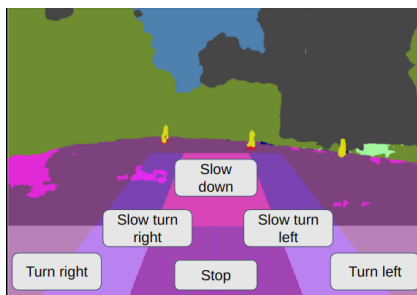 Slow
down
Slow turn
right
Slow turn
left
Turn right
Stop
Turn left